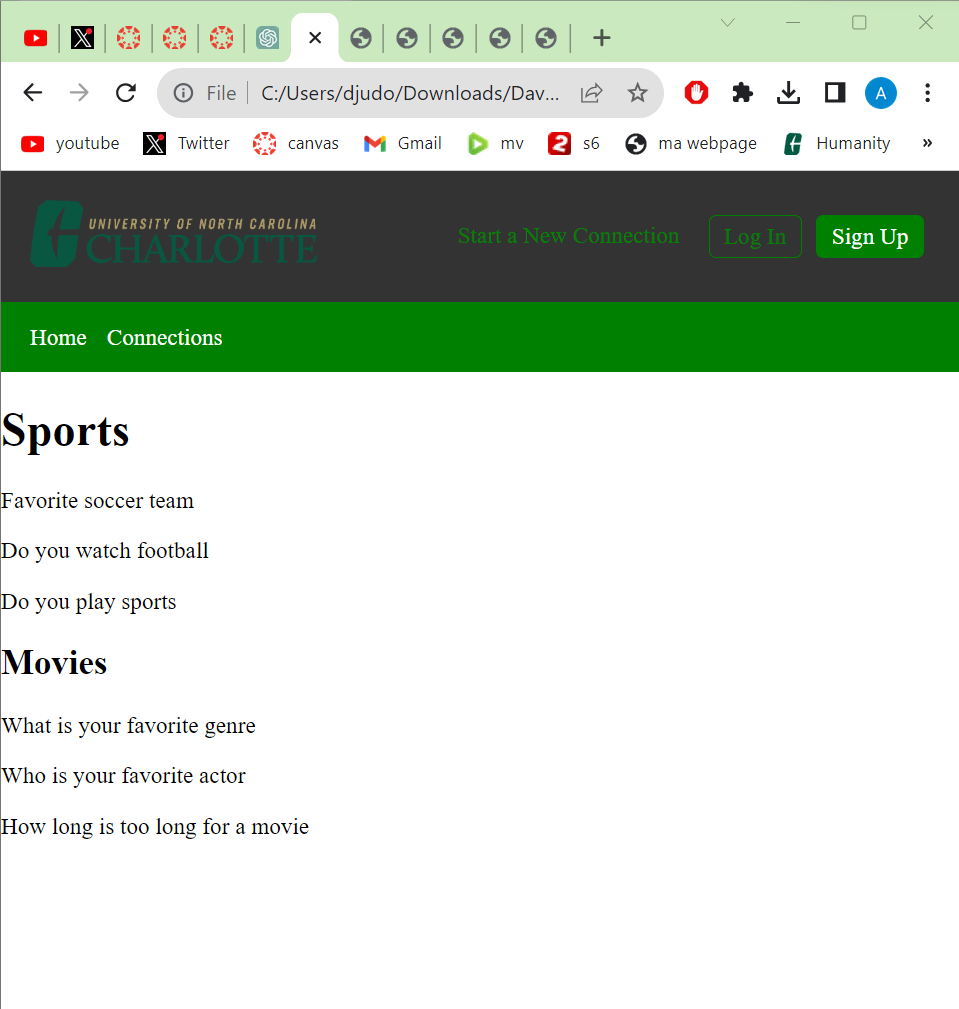 File C:/Users/djudo/Downloads/Dav... A
youtube Twitter canvas Gmail mv s6 ma webpage Humanity »
UNIVERSITY OF NORTH CAROLINA
CHARLOTTE
Start a New Connection Log In Sign Up
Home Connections
Sports
Favorite soccer team
Do you watch football
Do you play sports
Movies
What is your favorite genre
Who is your favorite actor
How long is too long for a movie